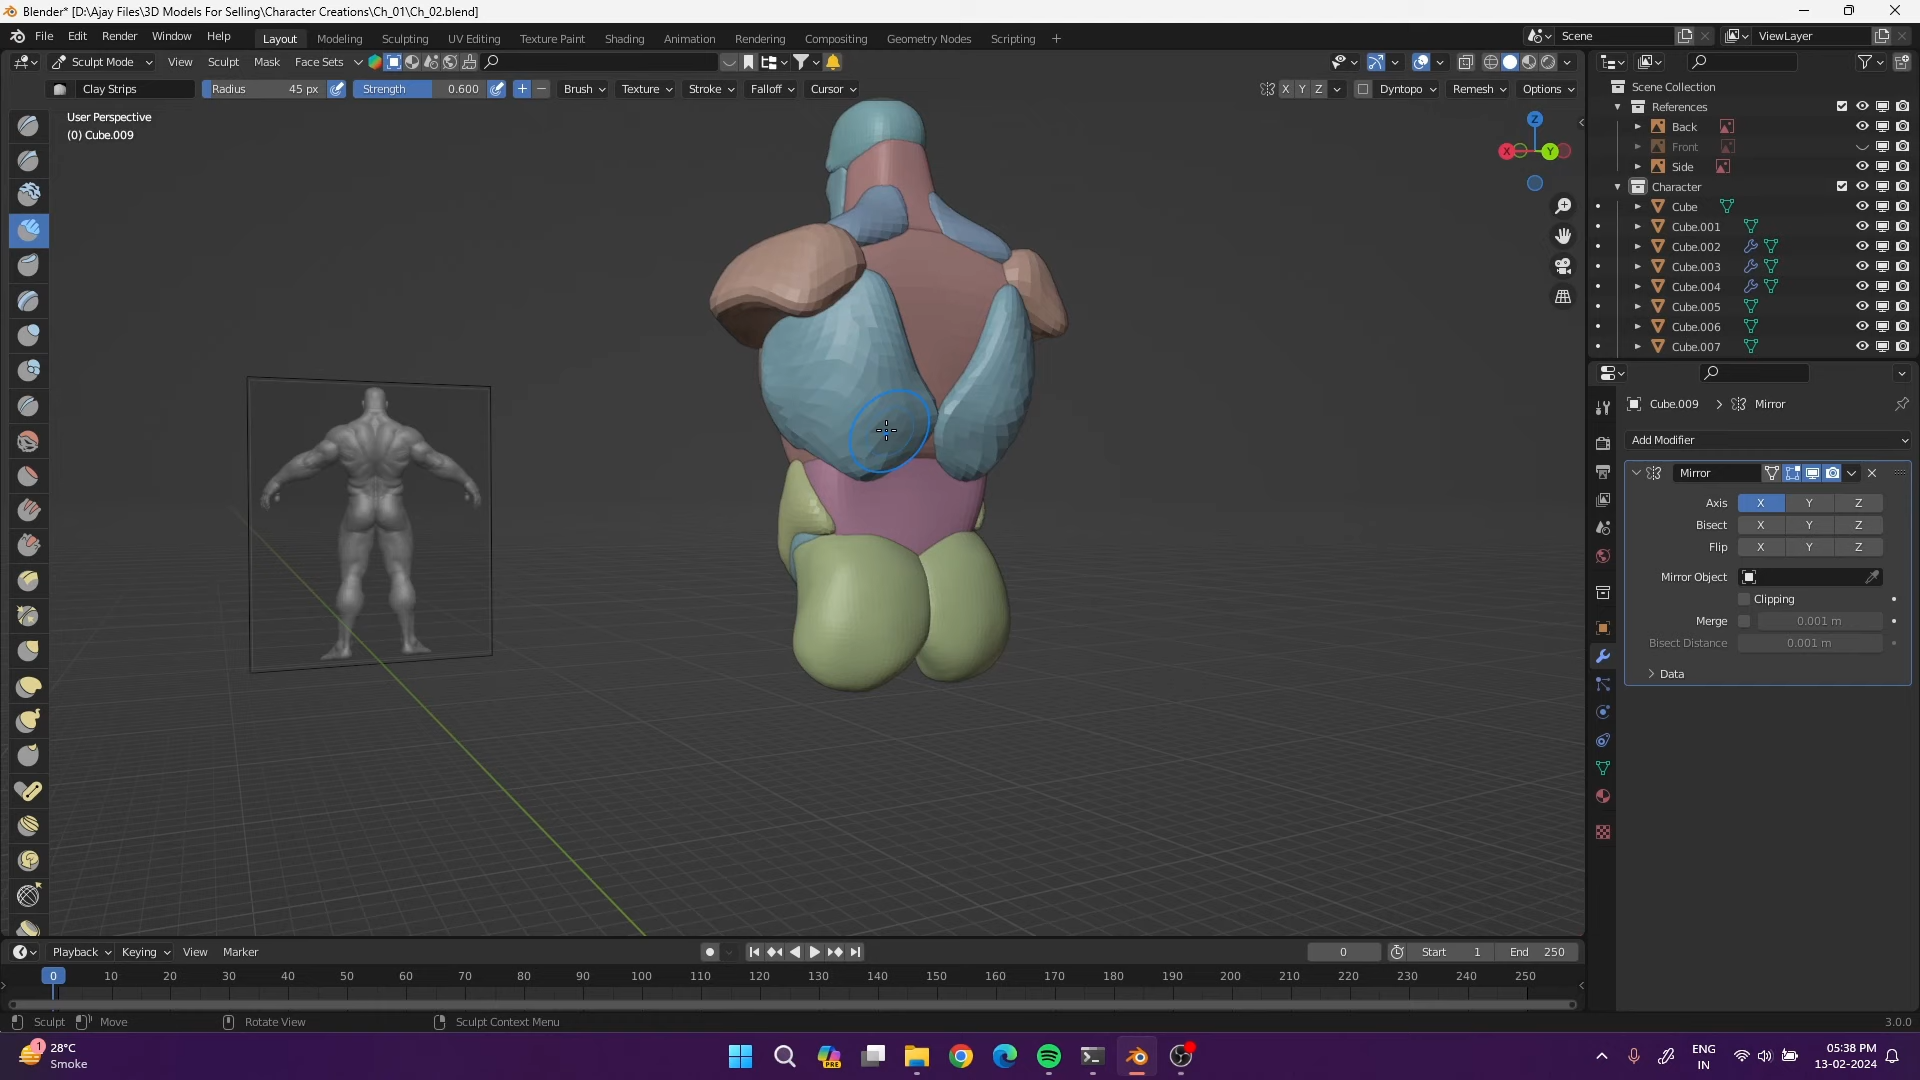 Blender* [D:\Ajay Files\3D Models For Selling\Character Creations\Ch_01\Ch_02.blend]
File Edit Render Window Help Layout Modeling Sculpting UV Editing Texture Paint Shading Animation Rendering Compositing Geometry Nodes Scripting + Scene ViewLayer
Sculpt Mode View Sculpt Mask Face Sets
Clay Strips Radius 45 px Strength 0.600 Brush Texture Stroke Falloff Cursor X Y Z Dyntopo Remesh Options
User Perspective
(0) Cube.009
Z
X Y
Scene Collection
References
Back
Front
Side
Character
Cube
Cube.001
Cube.002
Cube.003
Cube.004
Cube.005
Cube.006
Cube.007
Cube.009 > Mirror
Add Modifier
Mirror
Axis X Y Z
Bisect X Y Z
Flip X Y Z
Mirror Object
Clipping
Merge 0.001 m
Bisect Distance 0.001 m
Data
Playback Keying View Marker 0 Start 1 End 250
0 10 20 30 40 50 60 70 80 90 100 110 120 130 140 150 160 170 180 190 200 210 220 230 240 250
Sculpt Move Rotate View Sculpt Context Menu 3.0.0
1 28°C
Smoke
PRE
ENG
IN
05:38 PM
13-02-2024